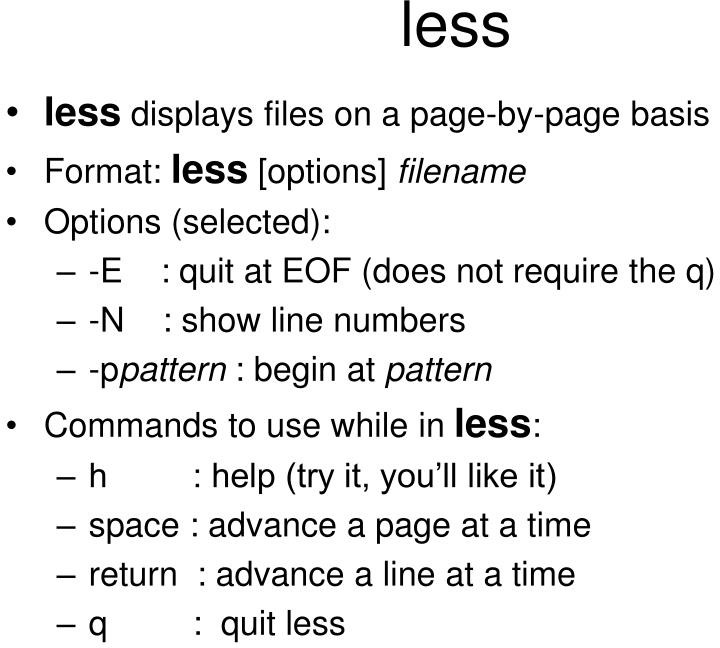 less
• less displays files on a page-by-page basis
• Format: less [options] filename
• Options (selected):
– -E : quit at EOF (does not require the q)
– -N : show line numbers
– -ppattern : begin at pattern
• Commands to use while in less:
– h : help (try it, you’ll like it)
– space : advance a page at a time
– return : advance a line at a time
– q : quit less